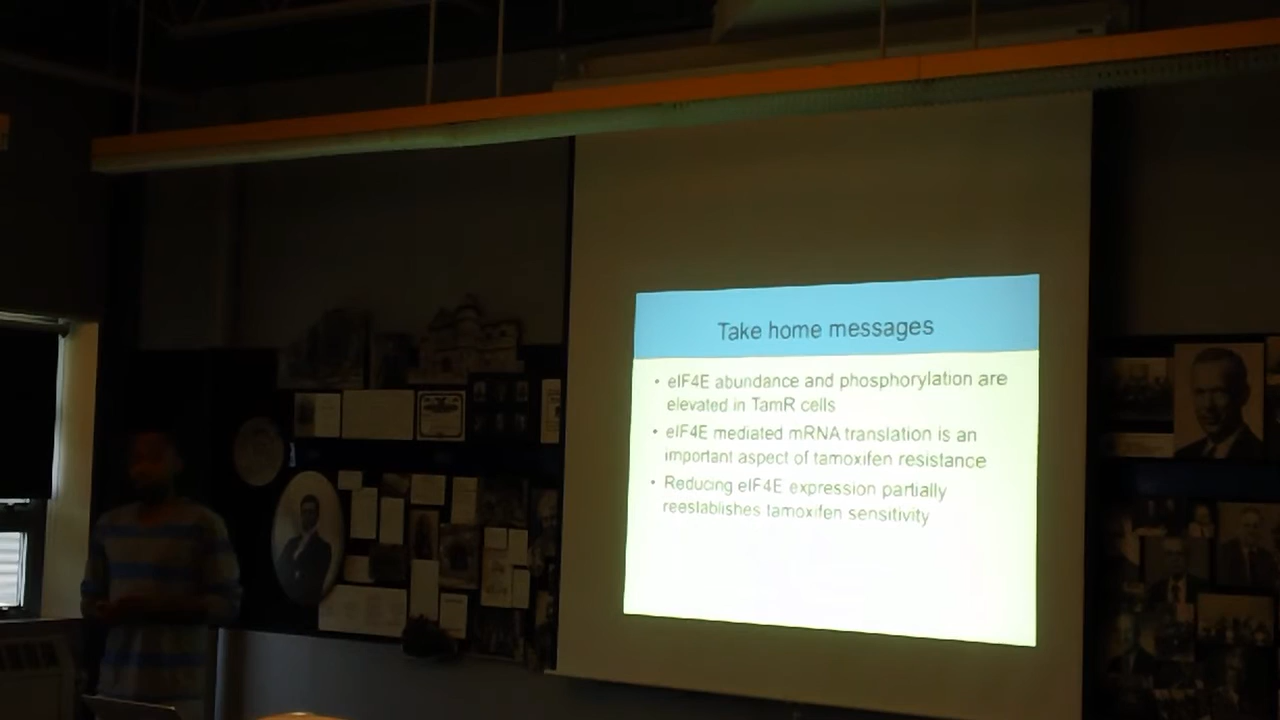 Take home messages
• eIF4E abundance and phosphorylation are
elevated in TamR cells
• eIF4E mediated mRNA translation is an
important aspect of tamoxifen resistance
• Reducing eIF4E expression partially
reestablishes tamoxifen sensitivity